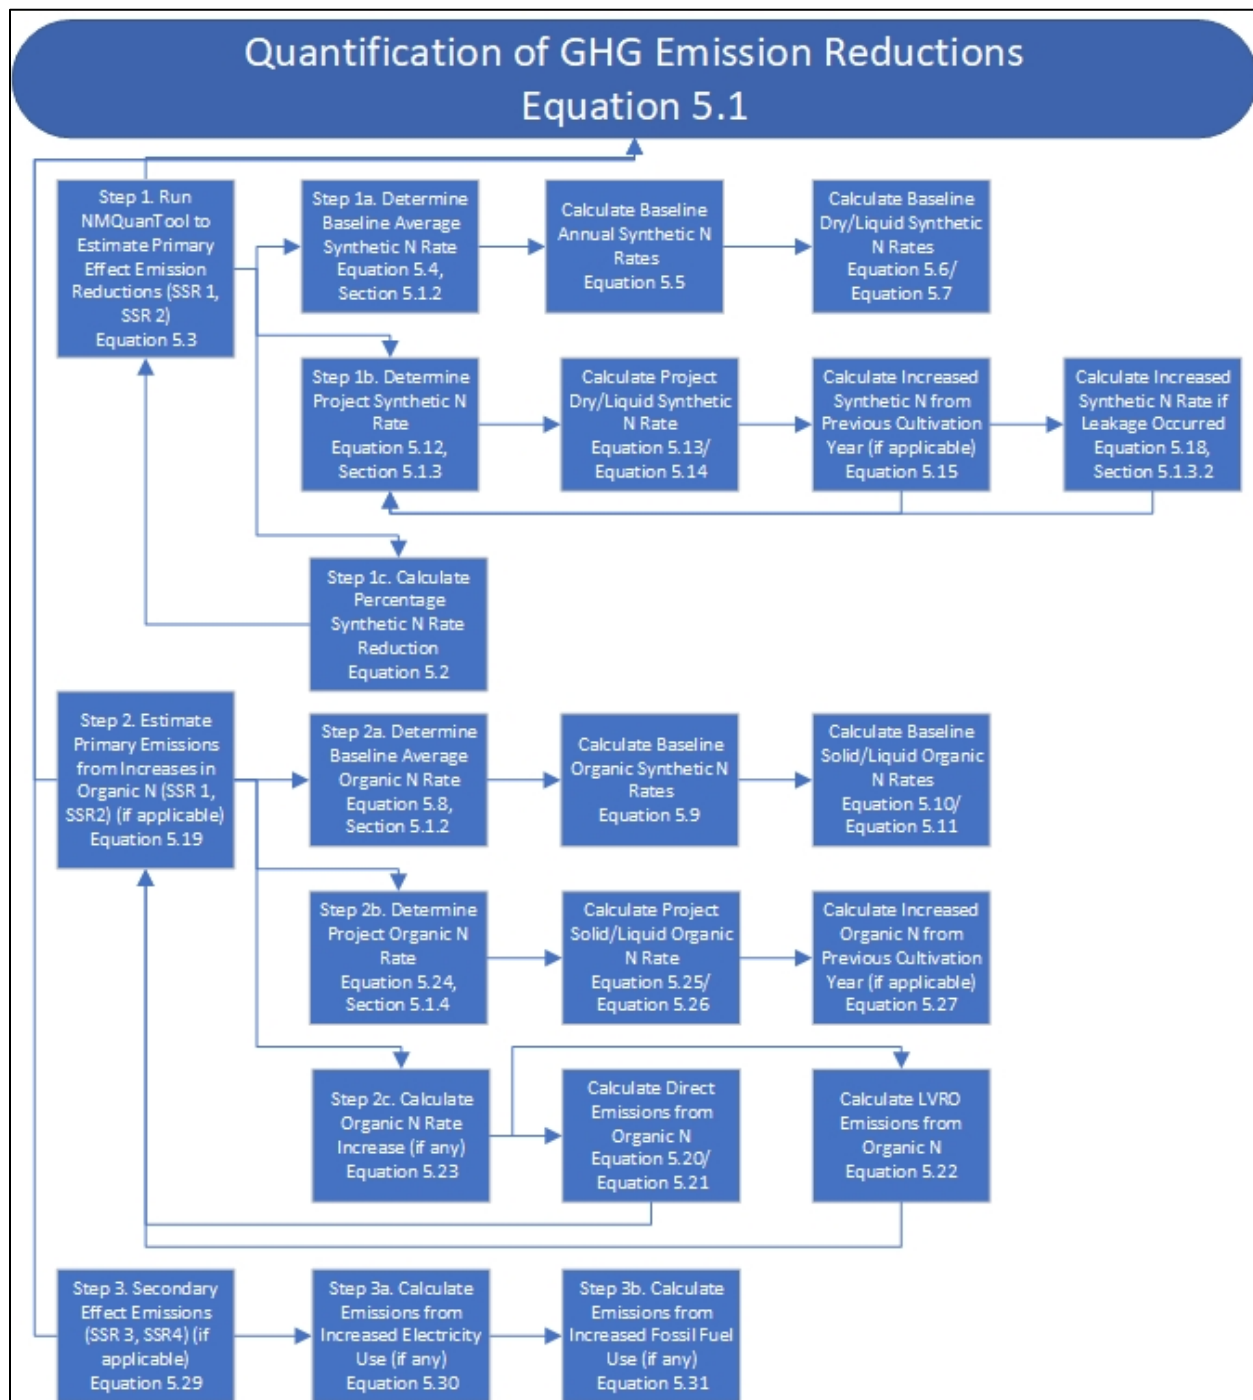 Quantification of GHG Emission Reductions
Equation 5.1
Step 1. Run
NMQuanTool to
Estimate Primary
Effect Emission
Reductions (SSR 1,
SSR 2)
Equation 5.3
Step 1a. Determine
Baseline Average
Synthetic N Rate
Equation 5.4,
Section 5.1.2
Calculate Baseline
Annual Synthetic N
Rates
Equation 5.5
Calculate Baseline
Dry/Liquid Synthetic
N Rates
Equation 5.6/
Equation 5.7
Step 1b. Determine
Project Synthetic N
Rate
Equation 5.12,
Section 5.1.3
Calculate Project
Dry/Liquid Synthetic
N Rate
Equation 5.13/
Equation 5.14
Calculate Increased
Synthetic N from
Previous Cultivation
Year (if applicable)
Equation 5.15
Calculate Increased
Synthetic N Rate if
Leakage Occurred
Equation 5.18,
Section 5.1.3.2
Step 1c. Calculate
Percentage
Synthetic N Rate
Reduction
Equation 5.2
Step 2. Estimate
Primary Emissions
from Increases in
Organic N (SSR 1,
SSR2) (if applicable)
Equation 5.19
Step 2a. Determine
Baseline Average
Organic N Rate
Equation 5.8,
Section 5.1.2
Calculate Baseline
Organic Synthetic N
Rates
Equation 5.9
Calculate Baseline
Solid/Liquid Organic
N Rates
Equation 5.10/
Equation 5.11
Step 2b. Determine
Project Organic N
Rate
Equation 5.24,
Section 5.1.4
Calculate Project
Solid/Liquid Organic
N Rate
Equation 5.25/
Equation 5.26
Calculate Increased
Organic N from
Previous Cultivation
Year (if applicable)
Equation 5.27
Step 2c. Calculate
Organic N Rate
Increase (if any)
Equation 5.23
Calculate Direct
Emissions from
Organic N
Equation 5.20/
Equation 5.21
Calculate LVRO
Emissions from
Organic N
Equation 5.22
Step 3. Secondary
Effect Emissions
(SSR 3, SSR4) (if
applicable)
Equation 5.29
Step 3a. Calculate
Emissions from
Increased Electricity
Use (if any)
Equation 5.30
Step 3b. Calculate
Emissions from
Increased Fossil Fuel
Use (if any)
Equation 5.31